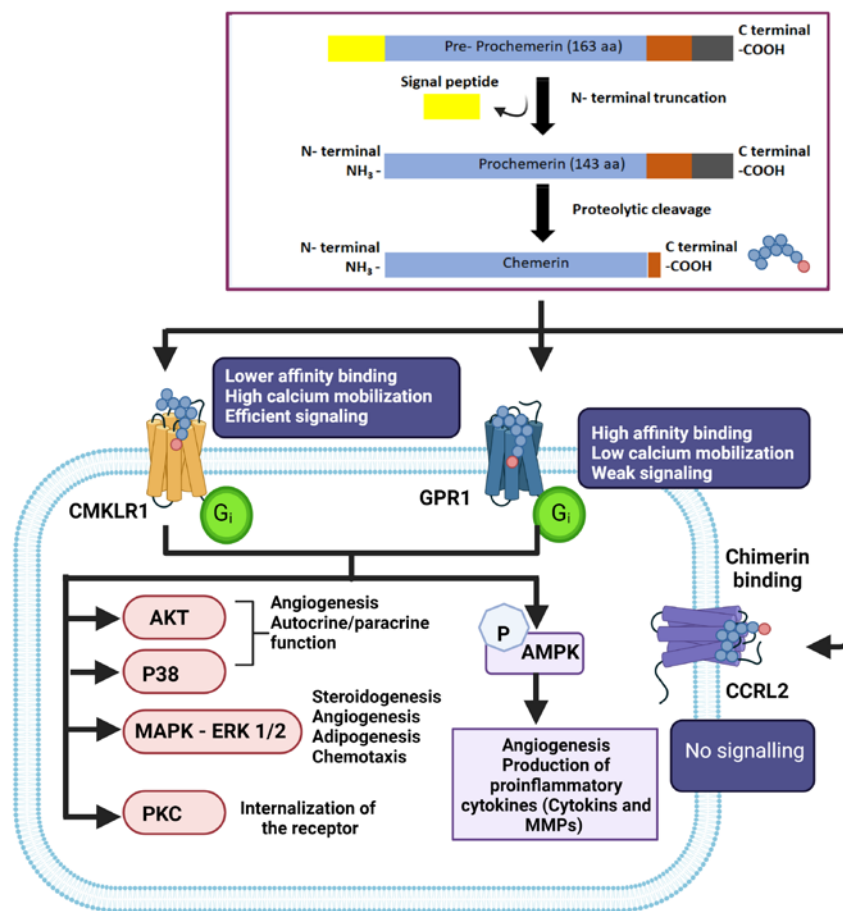 Pre- Prochemerin (163 aa)
C terminal
-COOH
Signal peptide
N- terminal truncation
N- terminal
NH3 -
Prochemerin (143 aa)
C terminal
-COOH
Proteolytic cleavage
N- terminal
NH3 -
Chemerin
C terminal
-COOH
Lower affinity binding
High calcium mobilization
Efficient signaling
High affinity binding
Low calcium mobilization
Weak signaling
CMKLR1
Gi
GPR1
Gi
Chimerin
binding
CCRL2
No signalling
AKT
P38
Angiogenesis
Autocrine/paracrine
function
MAPK - ERK 1/2
Steroidogenesis
Angiogenesis
Adipogenesis
Chemotaxis
PKC
Internalization of
the receptor
P
AMPK
Angiogenesis
Production of
proinflammatory
cytokines (Cytokins and
MMPs)